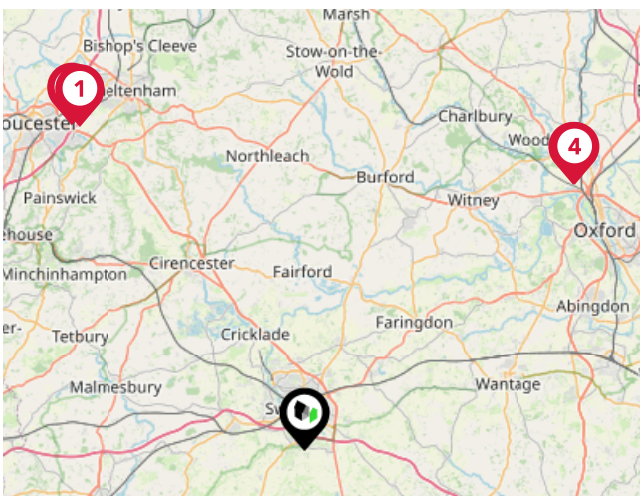 Marsh
Bishop's Cleeve
Stow-on-the-
Wold
1
eltenham
Charlbury
oucester
Wood
4
Northleach
Burford
Painswick
Witney
ehouse
Oxford
Cirencester
Minchinhampton
Fairford
Abingdon
er-
Tetbury
Cricklade
Faringdon
Malmesbury
Wantage
Sw